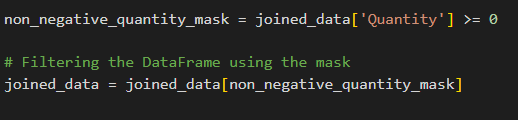 non_negative_quantity_mask = joined_data['Quantity'] >= 0
# Filtering the DataFrame using the mask
joined_data = joined_data[non_negative_quantity_mask]